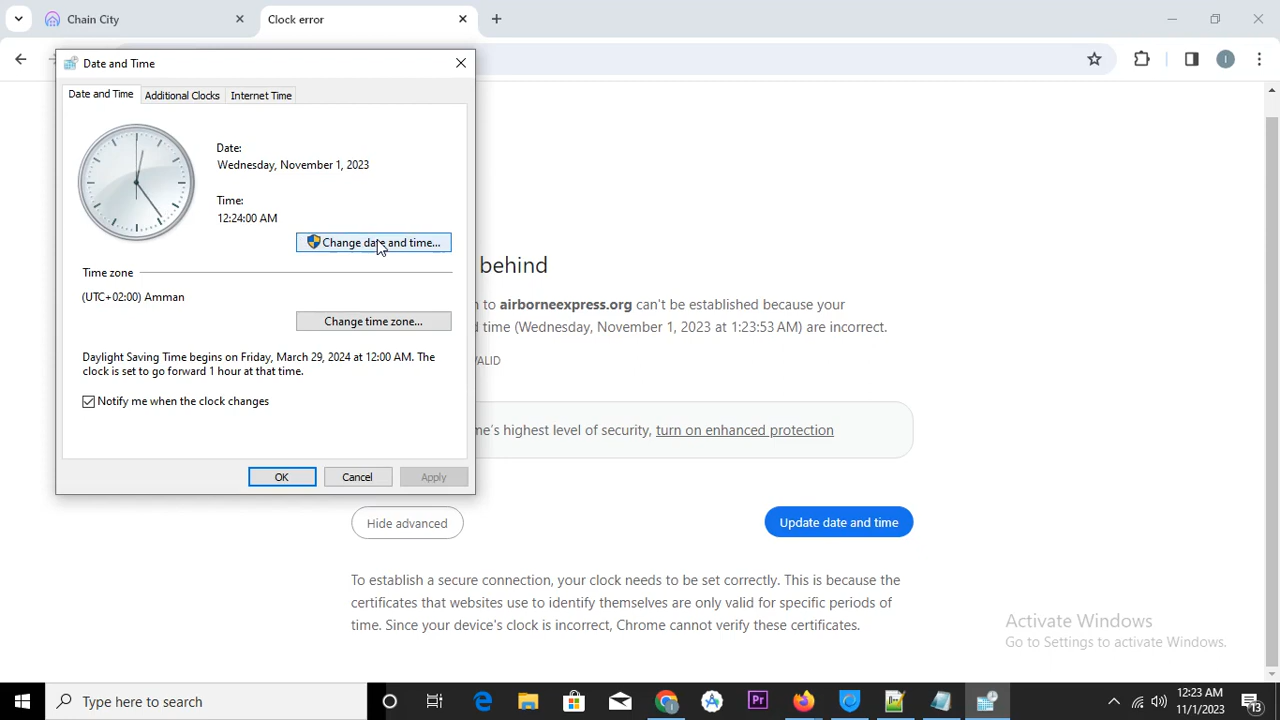 Chain City
Clock error
Date and Time
Date and Time
Additional Clocks
Internet Time
Date:
Wednesday, November 1, 2023
Time:
12:24:00 AM
Change date and time...
Time zone
(UTC+02:00) Amman
Change time zone...
Daylight Saving Time begins on Friday, March 29, 2024 at 12:00 AM. The
clock is set to go forward 1 hour at that time.
Notify me when the clock changes
OK
Cancel
Apply
behind
n to airborneexpress.org can't be established because your
d time (Wednesday, November 1, 2023 at 1:23:53 AM) are incorrect.
VALID
me's highest level of security, turn on enhanced protection
Hide advanced
Update date and time
To establish a secure connection, your clock needs to be set correctly. This is because the
certificates that websites use to identify themselves are only valid for specific periods of
time. Since your device's clock is incorrect, Chrome cannot verify these certificates.
Activate Windows
Go to Settings to activate Windows.
Type here to search
12:23 AM
11/1/2023